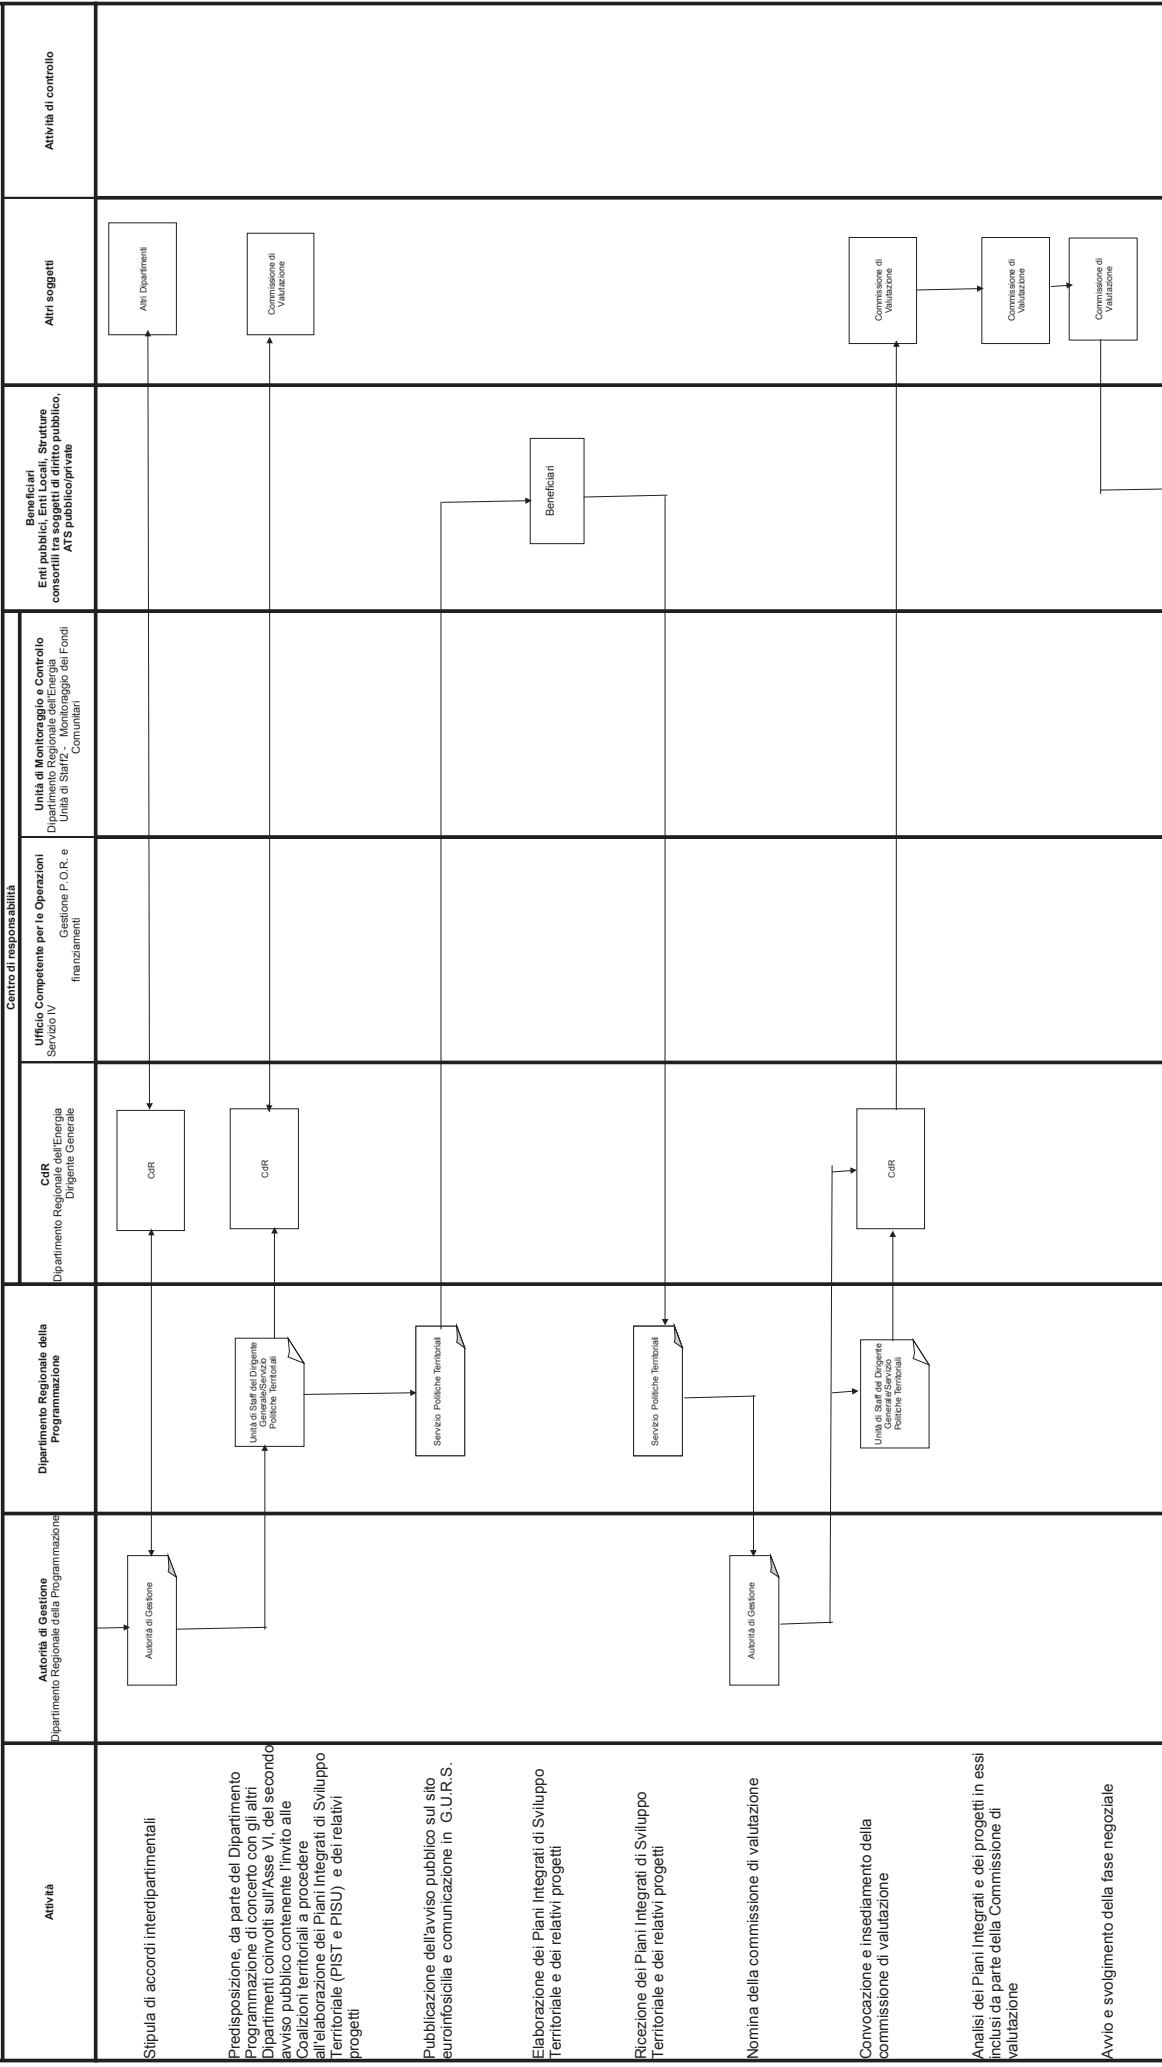 Attività
Autorità di Gestione
Dipartimento Regionale della Programmazione
Dipartimento Regionale della
Programmazione
Centro di responsabilità
CdR
Dipartimento Regionale dell'Energia
Dirigente Generale
Ufficio Competente per le Operazioni
Servizio IV Gestione P.O.R. e
finanziamenti
Unità di Monitoraggio e Controllo
Dipartimento Regionale dell'Energia
Unità di Staff2 - Monitoraggio dei Fondi
Comunitari
Beneficiari
Enti pubblici, Enti Locali, Strutture
consortili tra soggetti di diritto pubblico,
ATS pubblico/private
Altri soggetti
Attività di controllo
Stipula di accordi interdipartimentali
Autorità di Gestione
CdR
Altri Dipartimenti
Predisposizione, da parte del Dipartimento
Programmazione di concerto con gli altri
Dipartimenti coinvolti sull'Asse VI, del secondo
avviso pubblico contenente l'invito alle
Coalizioni territoriali a procedere
all'elaborazione dei Piani Integrati di Sviluppo
Territoriale (PIST e PISU) e dei relativi
progetti
Unità di Staff del Dirigente
Generale/Servizio
Politiche Territoriali
CdR
Commissione di
Valutazione
Pubblicazione dell'avviso pubblico sul sito
euroinfosicilia e comunicazione in G.U.R.S.
Servizio Politiche Territoriali
Elaborazione dei Piani Integrati di Sviluppo
Territoriale e dei relativi progetti
Beneficiari
Ricezione dei Piani Integrati di Sviluppo
Territoriale e dei relativi progetti
Servizio Politiche Territoriali
Nomina della commissione di valutazione
Autorità di Gestione
Convocazione e insediamento della
commissione di valutazione
Unità di Staff del Dirigente
Generale/Servizio
Politiche Territoriali
CdR
Commissione di
Valutazione
Analisi dei Piani Integrati e dei progetti in essi
inclusi da parte della Commissione di
valutazione
Commissione di
Valutazione
Avvio e svolgimento della fase negoziale
Commissione di
Valutazione